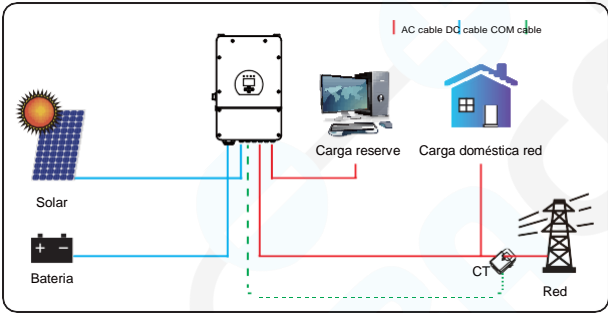 AC cable DC cable COM cable
Carga reserve
Carga doméstica red
Solar
Bateria
CT
Red